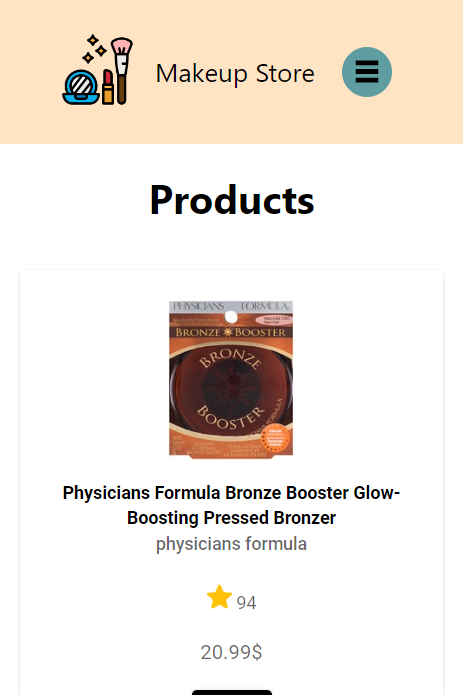 Makeup Store
Products
PHYSICIANS FORMULA
BRONZE BOOSTER
BRONZE
BOOSTER
Physicians Formula Bronze Booster Glow-
Boosting Pressed Bronzer
physicians formula
94
20.99$